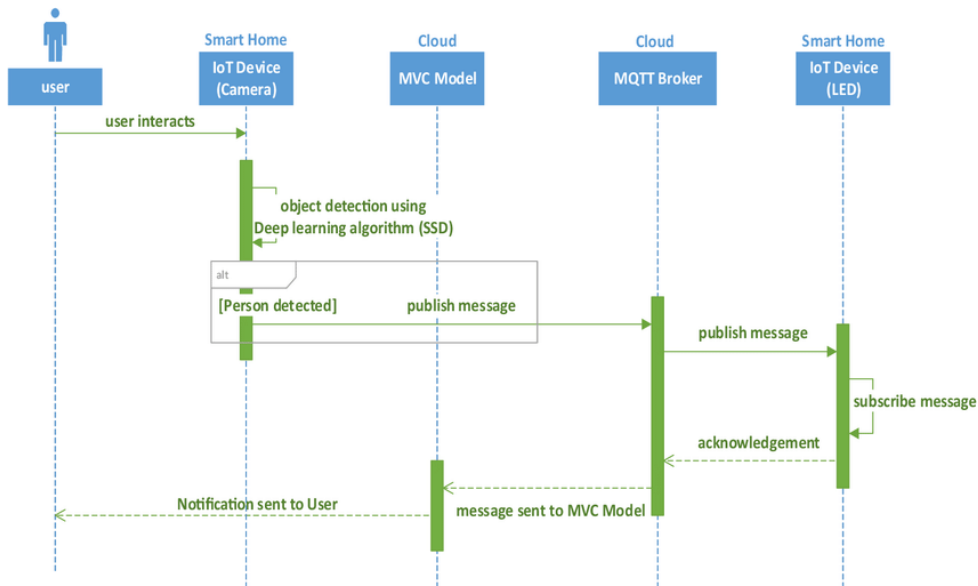 Smart Home
Cloud
Cloud
Smart Home
user
IoT Device
(Camera)
MVC Model
MQTT Broker
IoT Device
(LED)
user interacts
object detection using
Deep learning algorithm (SSD)
alt
[Person detected]
publish message
publish message
subscribe message
acknowledgement
Notification sent to User
message sent to MVC Model